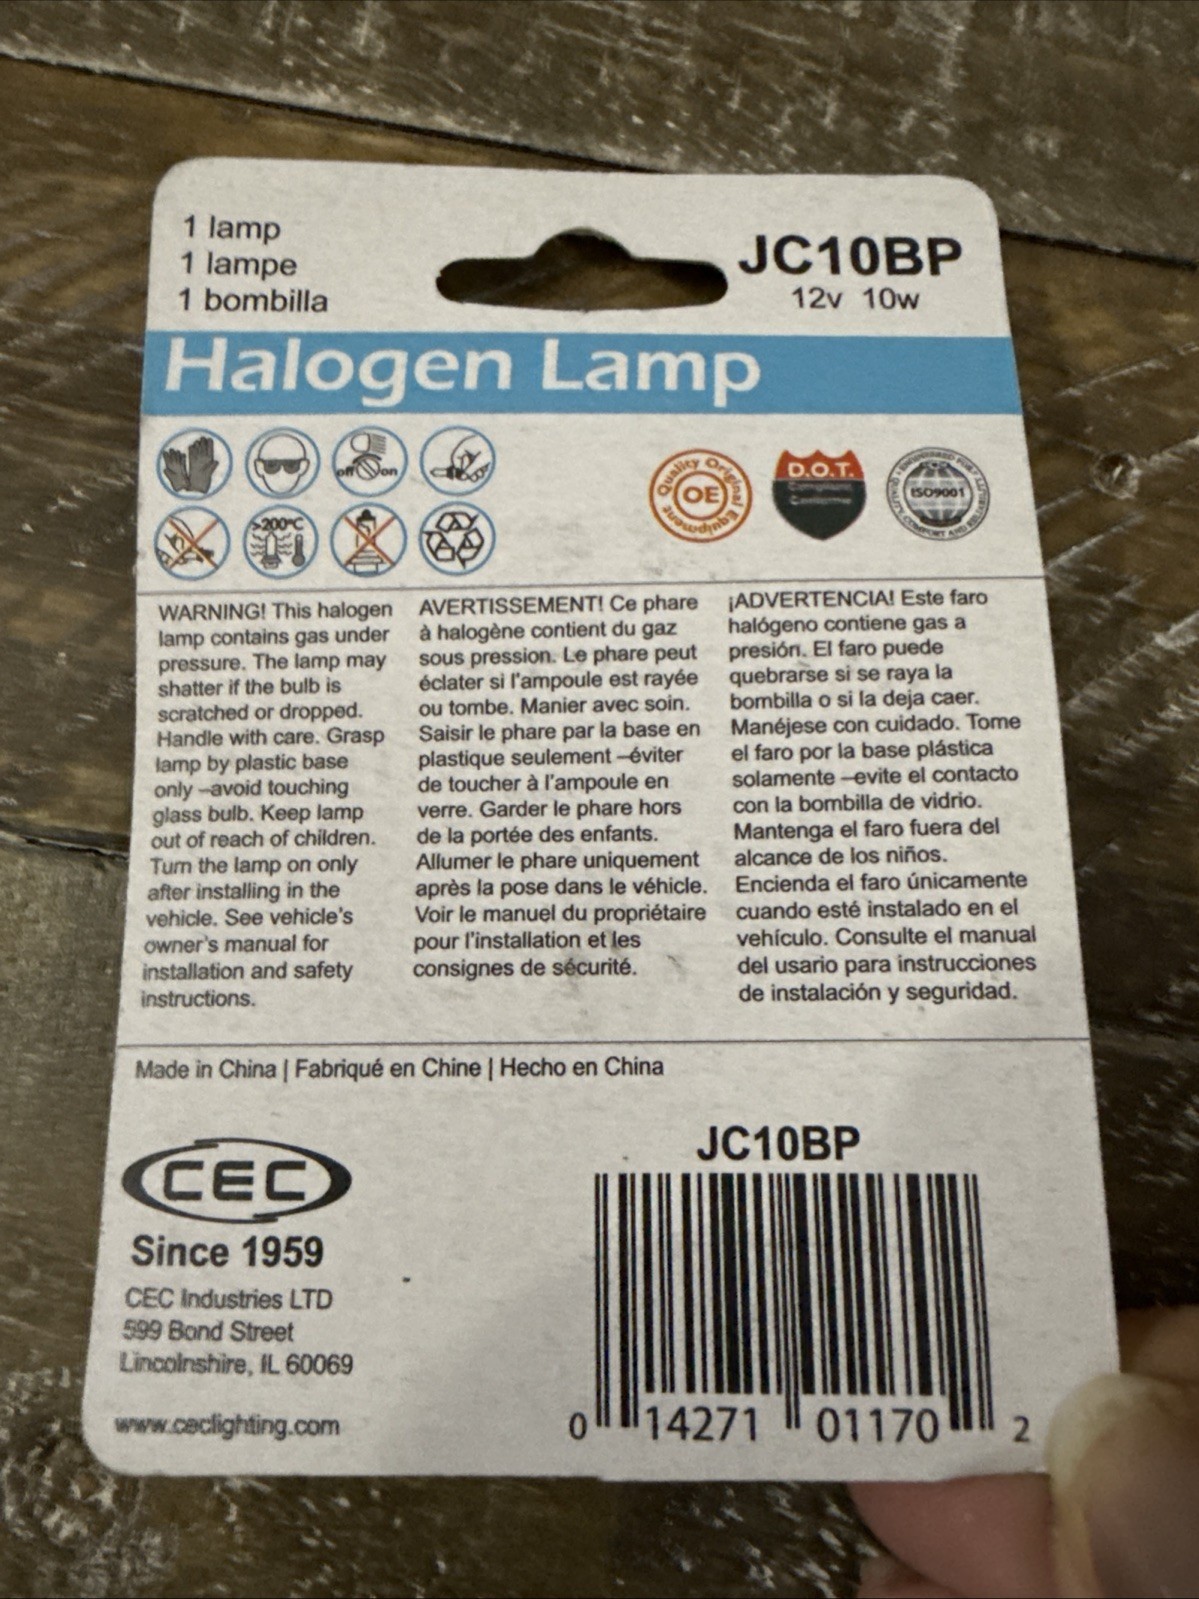 1 lamp
1 lampe
1 bombilla
JC10BP
12v 10w
Halogen Lamp
off on
>200°C
Quality Original Equipment
OE
D.O.T.
Compliant
Conforme
ISO9001
WARNING! This halogen
lamp contains gas under
pressure. The lamp may
shatter if the bulb is
scratched or dropped.
Handle with care. Grasp
lamp by plastic base
only –avoid touching
glass bulb. Keep lamp
out of reach of children.
Turn the lamp on only
after installing in the
vehicle. See vehicle's
owner's manual for
installation and safety
instructions.
AVERTISSEMENT! Ce phare
à halogène contient du gaz
sous pression. Le phare peut
éclater si l'ampoule est rayée
ou tombe. Manier avec soin.
Saisir le phare par la base en
plastique seulement –éviter
de toucher à l'ampoule en
verre. Garder le phare hors
de la portée des enfants.
Allumer le phare uniquement
après la pose dans le véhicle.
Voir le manuel du propriétaire
pour l'installation et les
consignes de sécurité.
¡ADVERTENCIA! Este faro
halógeno contiene gas a
presión. El faro puede
quebrarse si se raya la
bombilla o si la deja caer.
Manéjese con cuidado. Tome
el faro por la base plástica
solamente –evite el contacto
con la bombilla de vidrio.
Mantenga el faro fuera del
alcance de los niños.
Encienda el faro únicamente
cuando esté instalado en el
vehículo. Consulte el manual
del usario para instrucciones
de instalación y seguridad.
Made in China | Fabriqué en Chine | Hecho en China
CEC
Since 1959
CEC Industries LTD
599 Bond Street
Lincolnshire, IL 60069
www.ceclighting.com
JC10BP
0 14271 01170 2